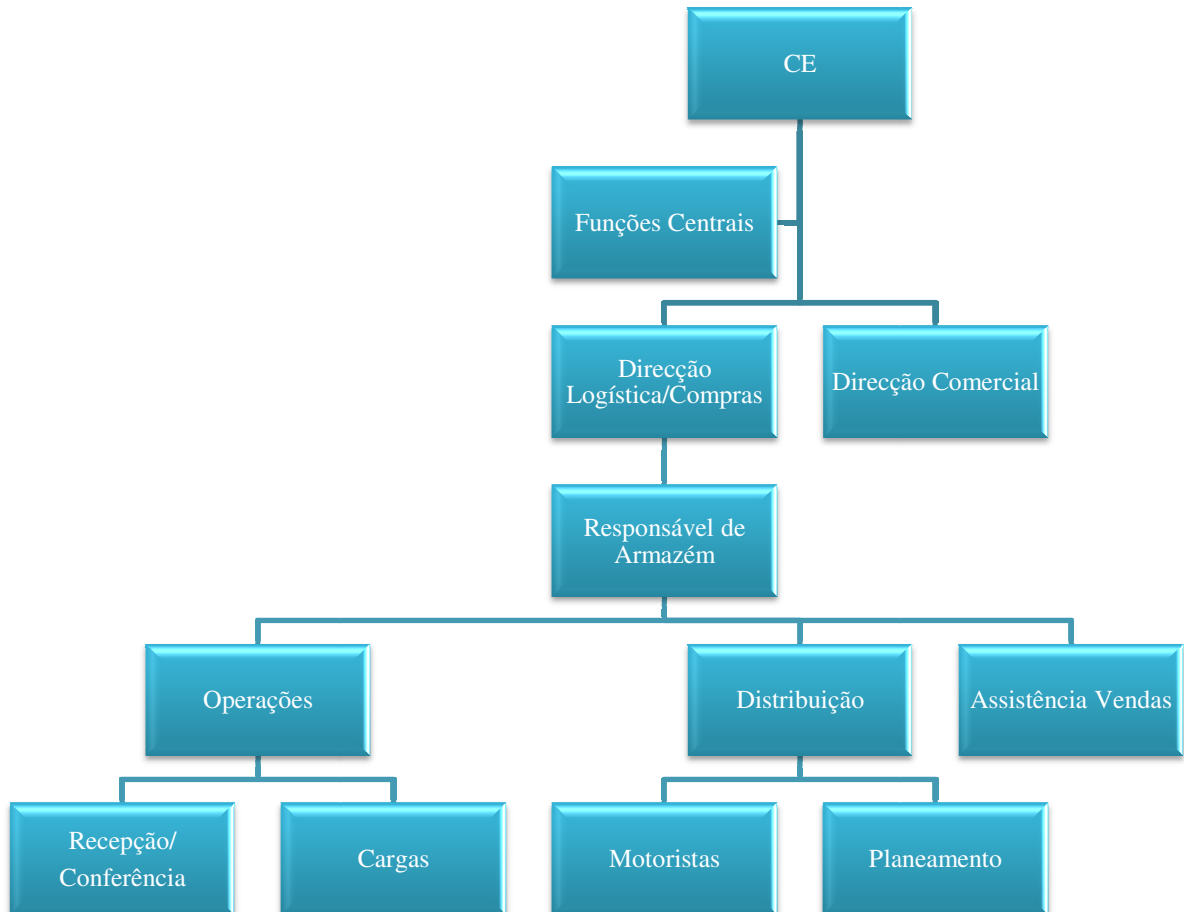 CE
Funções Centrais
Direcção
Logística/Compras
Direcção Comercial
Responsável de
Armazém
Operações
Distribuição
Assistência Vendas
Recepção/
Conferência
Cargas
Motoristas
Planeamento